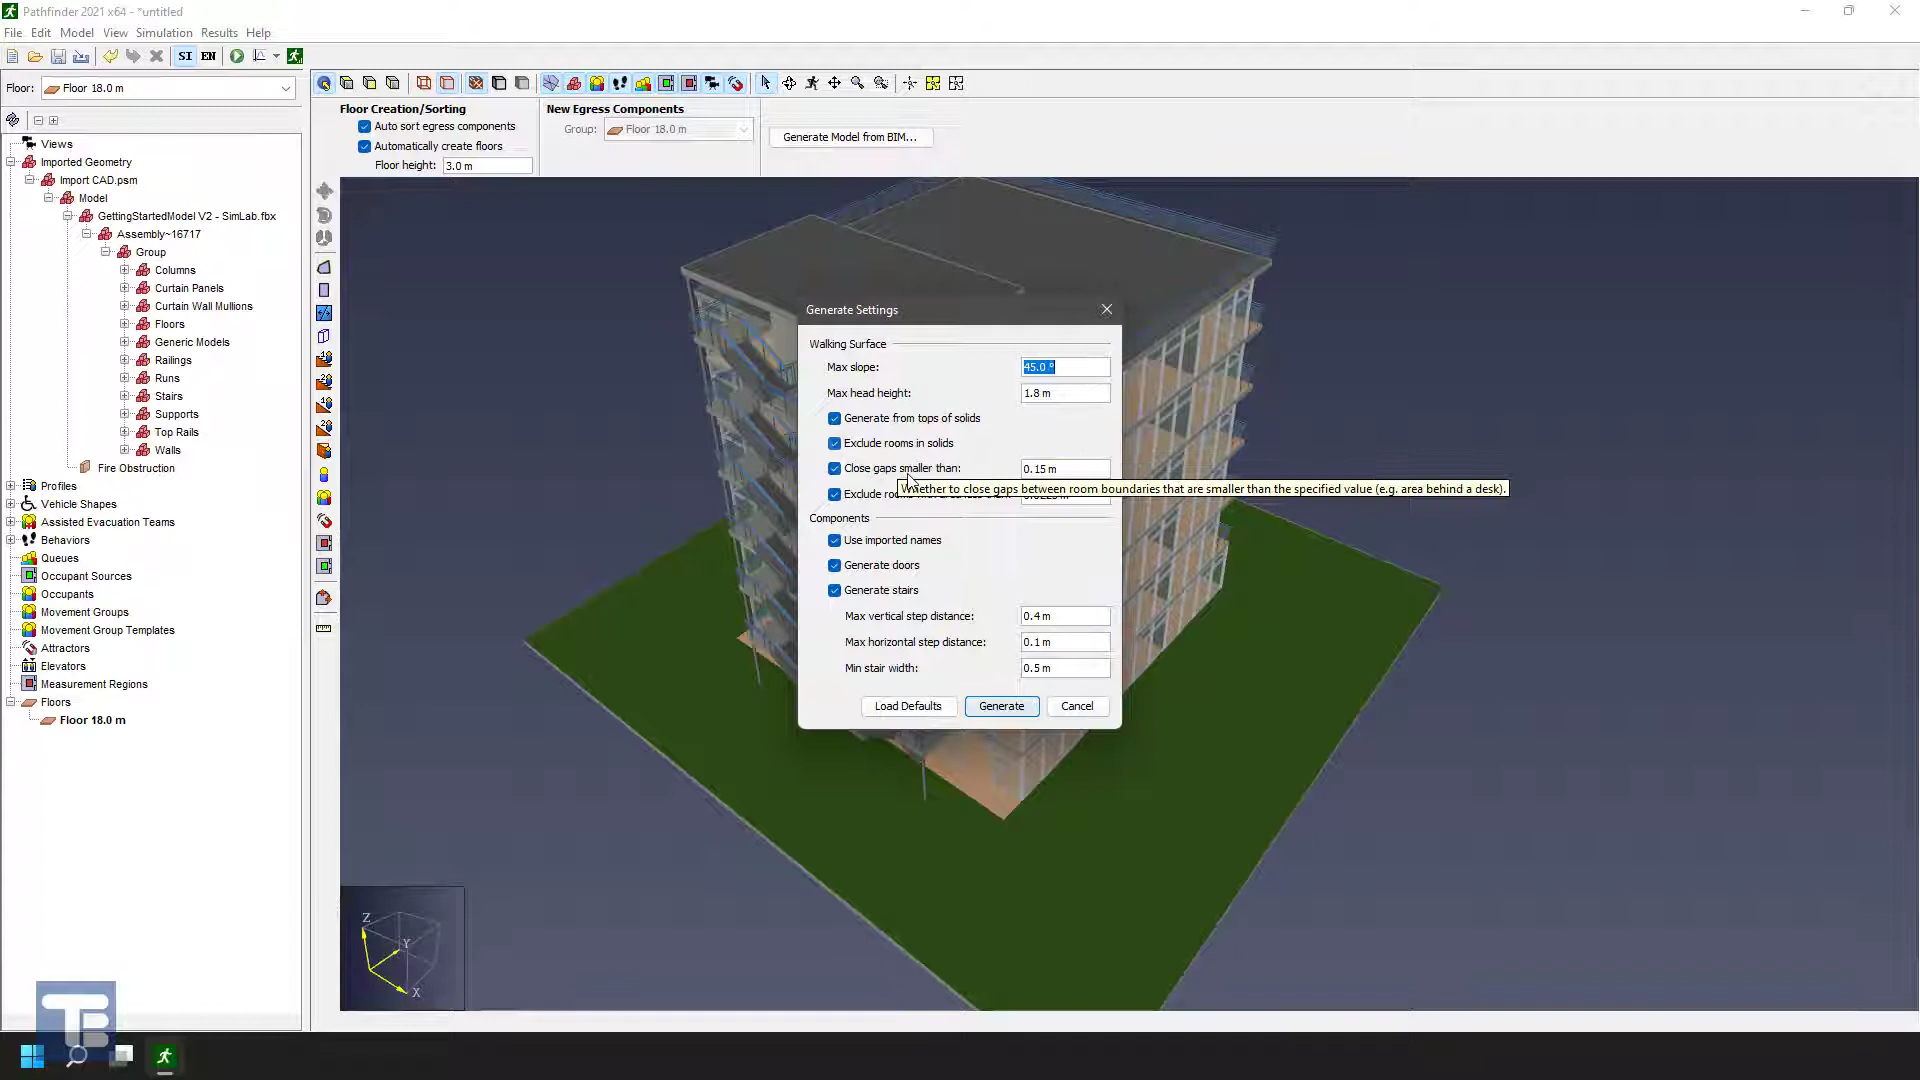 Pathfinder 2021 x64 - *untitled
File Edit Model View Simulation Results Help
SI EN
Floor: Floor 18.0 m
Floor Creation/Sorting
Auto sort egress components
Automatically create floors
Floor height: 3.0 m
New Egress Components
Group: Floor 18.0 m
Generate Model from BIM...
Views
Imported Geometry
Import CAD.psm
Model
GettingStartedModel V2 - SimLab.fbx
Assembly~16717
Group
Columns
Curtain Panels
Curtain Wall Mullions
Floors
Generic Models
Railings
Runs
Stairs
Supports
Top Rails
Walls
Fire Obstruction
Profiles
Vehicle Shapes
Assisted Evacuation Teams
Behaviors
Queues
Occupant Sources
Occupants
Movement Groups
Movement Group Templates
Attractors
Elevators
Measurement Regions
Floors
Floor 18.0 m
Generate Settings
Walking Surface
Max slope: 45.0 °
Max head height: 1.8 m
Generate from tops of solids
Exclude rooms in solids
Close gaps smaller than: 0.15 m
Whether to close gaps between room boundaries that are smaller than the specified value (e.g. area behind a desk).
Exclude
Components
Use imported names
Generate doors
Generate stairs
Max vertical step distance: 0.4 m
Max horizontal step distance: 0.1 m
Min stair width: 0.5 m
Load Defaults Generate Cancel
Z
Y
X
TE